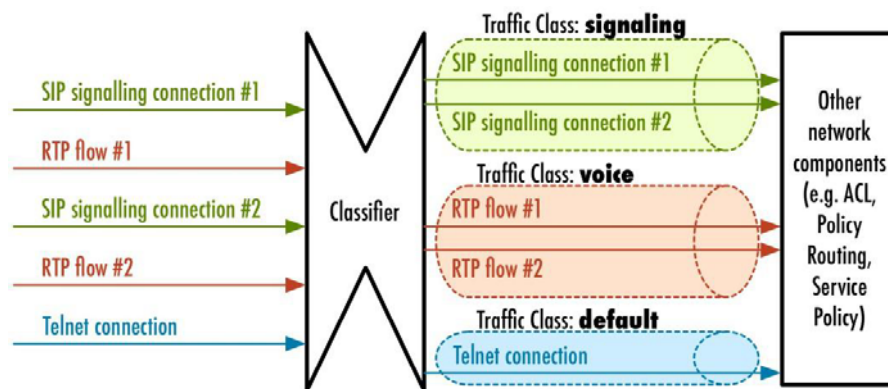 SIP signalling connection #1
RTP flow #1
SIP signalling connection #2
RTP flow #2
Telnet connection
Classifier
Traffic Class: signaling
SIP signalling connection #1
SIP signalling connection #2
Traffic Class: voice
RTP flow #1
RTP flow #2
Traffic Class: default
Telnet connection
Other
network
components
(e.g. ACL,
Policy
Routing,
Service
Policy)